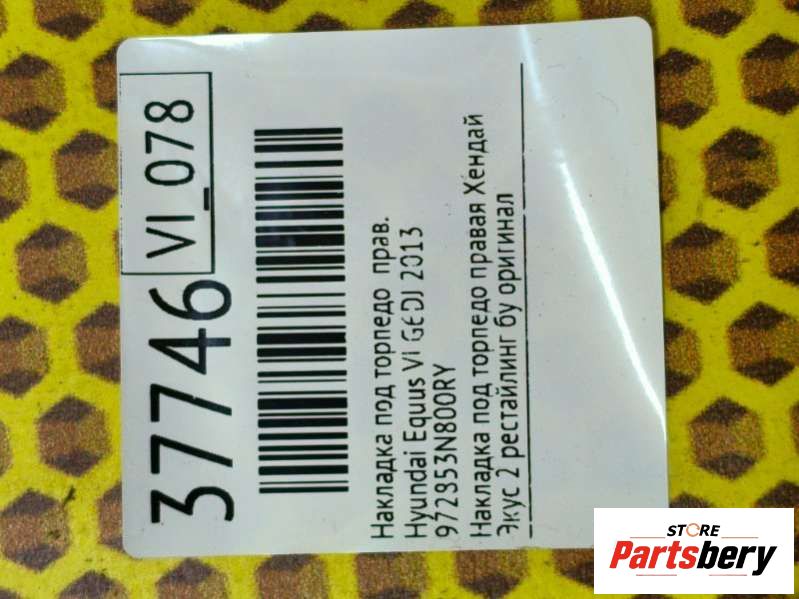 37746
VI_078
Накладка под торпедо прав.
Hyundai Equus VI GEDJ 2013
972853N800RY
Накладка под торпедо правая Хендай
Экус 2 рестайлинг бу оригинал
STORE
Partsbery